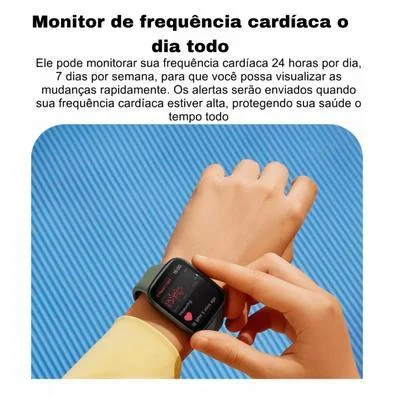 Monitor de frequência cardíaca o
dia todo
Ele pode monitorar sua frequência cardíaca 24 horas por dia,
7 dias por semana, para que você possa visualizar as
mudanças rapidamente. Os alertas serão enviados quando
sua frequência cardíaca estiver alta, protegendo sua saúde o
tempo todo